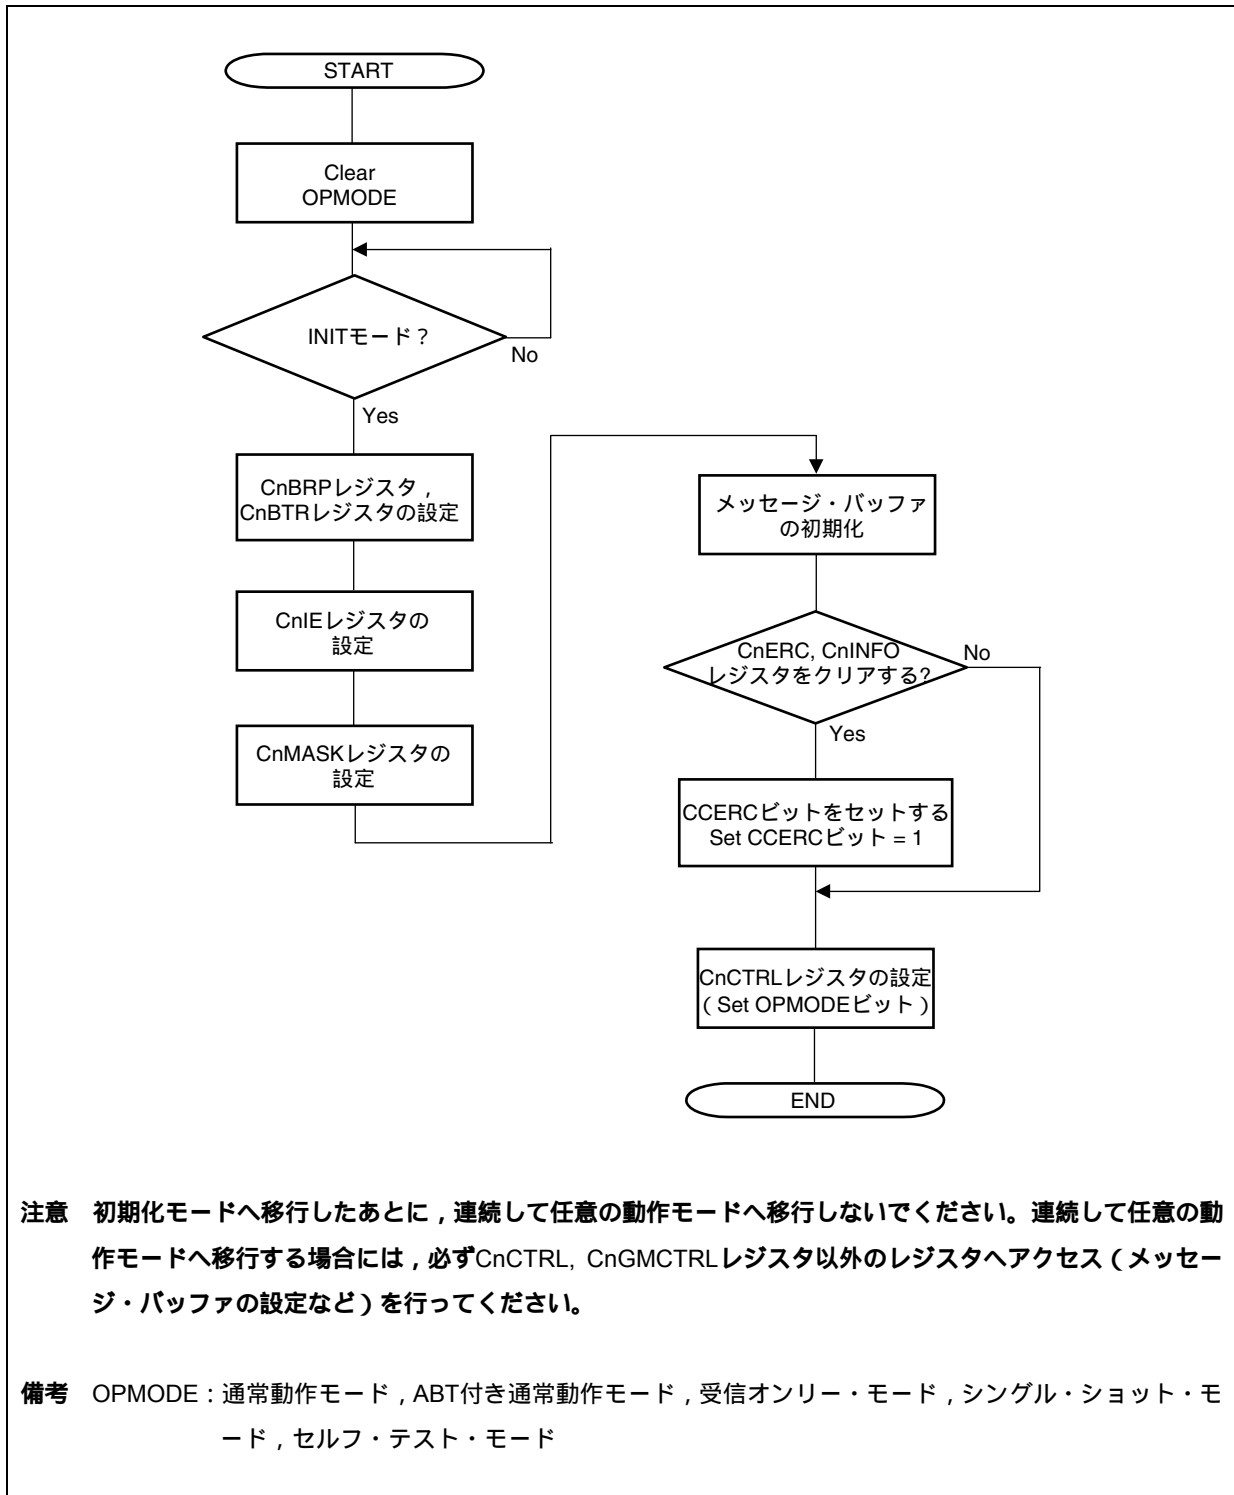 START
Clear
OPMODE
INITモード？
No
Yes
CnBRPレジスタ，
CnBTRレジスタの設定
CnIEレジスタの
設定
CnMASKレジスタの
設定
メッセージ・バッファ
の初期化
CnERC, CnINFO
レジスタをクリアする?
No
Yes
CCERCビットをセットする
Set CCERCビット = 1
CnCTRLレジスタの設定
（Set OPMODEビット）
END
注意　初期化モードへ移行したあとに，連続して任意の動作モードへ移行しないでください。連続して任意の動
作モードへ移行する場合には，必ずCnCTRL, CnGMCTRLレジスタ以外のレジスタへアクセス（メッセー
ジ・バッファの設定など）を行ってください。
備考　OPMODE：通常動作モード，ABT付き通常動作モード，受信オンリー・モード，シングル・ショット・モ
ード，セルフ・テスト・モード